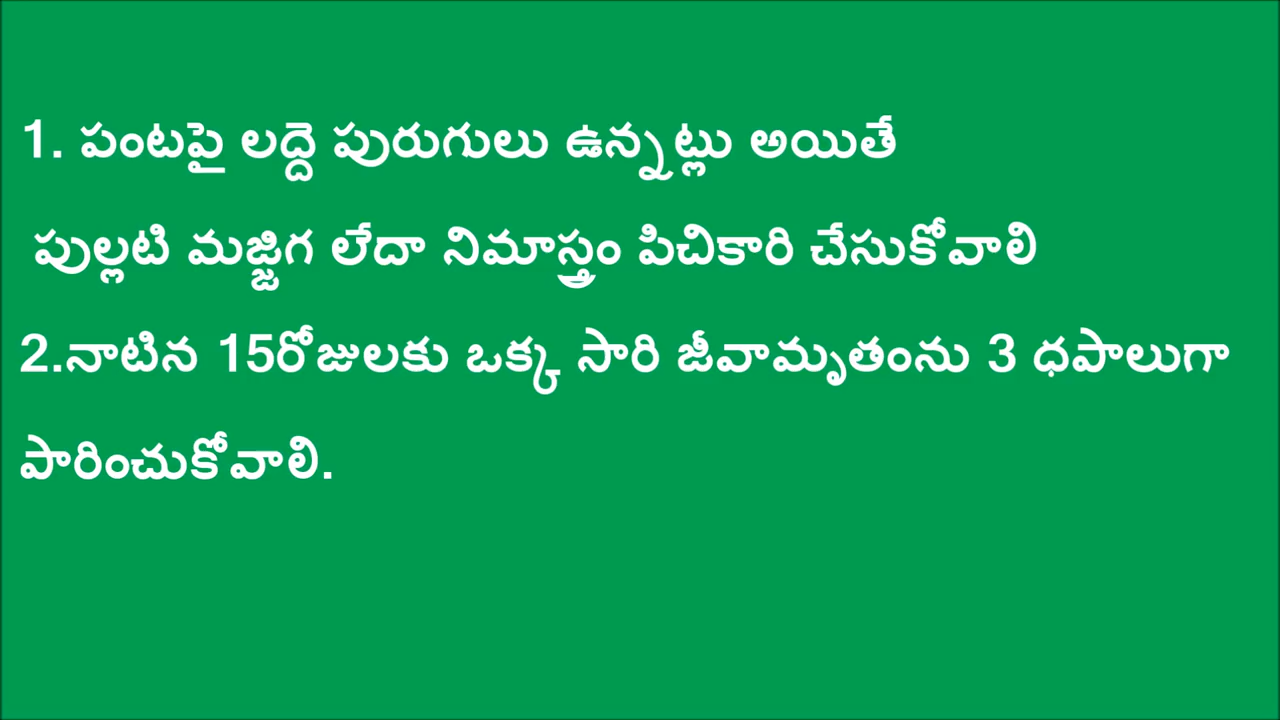 1. పంటపై లద్దె పురుగులు ఉన్నట్లు అయితే
పుల్లటి మజ్జిగ లేదా నిమాస్త్రం పిచికారి చేసుకోవాలి
2.నాటిన 15రోజులకు ఒక్క సారి జీవామృతంను 3 ధపాలుగా
పారించుకోవాలి.